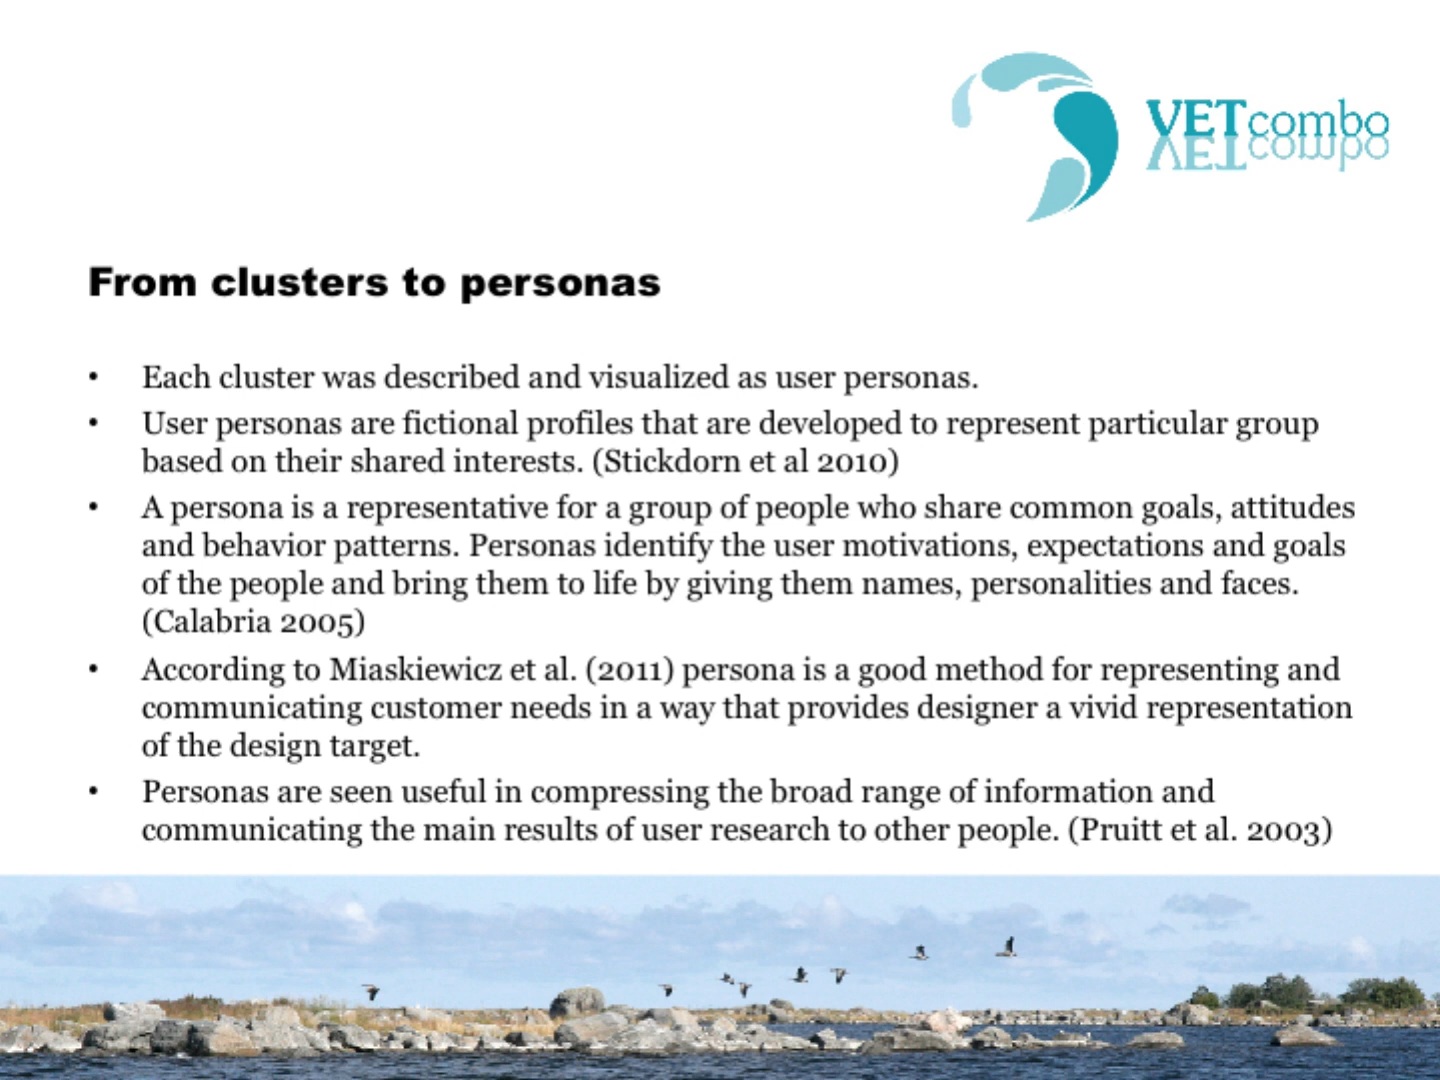 VETcombo
From clusters to personas
• Each cluster was described and visualized as user personas.
• User personas are fictional profiles that are developed to represent particular group
based on their shared interests. (Stickdorn et al 2010)
• A persona is a representative for a group of people who share common goals, attitudes
and behavior patterns. Personas identify the user motivations, expectations and goals
of the people and bring them to life by giving them names, personalities and faces.
(Calabria 2005)
• According to Miaskiewicz et al. (2011) persona is a good method for representing and
communicating customer needs in a way that provides designer a vivid representation
of the design target.
• Personas are seen useful in compressing the broad range of information and
communicating the main results of user research to other people. (Pruitt et al. 2003)